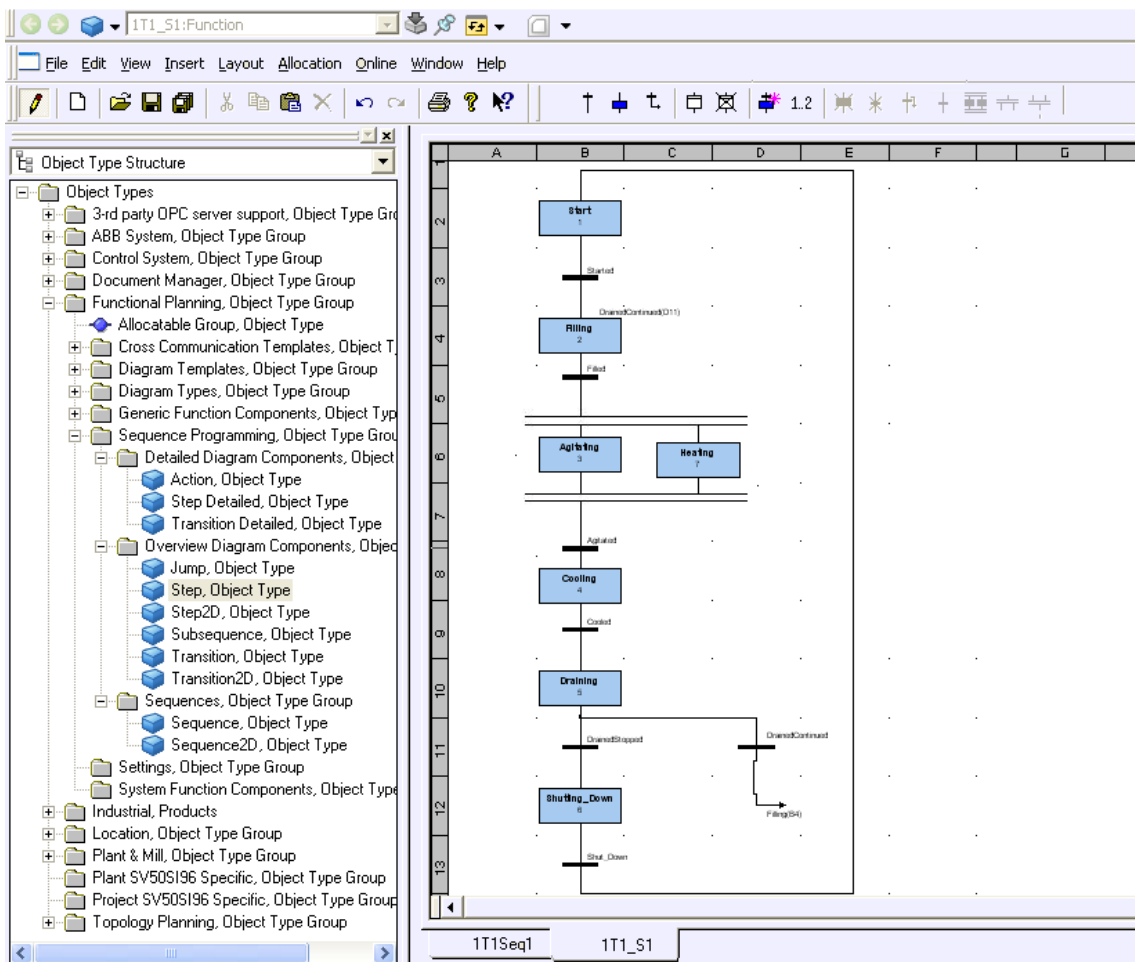 1T1_S1:Function
File Edit View Insert Layout Allocation Online Window Help
1..2
Object Type Structure
Object Types
3-rd party OPC server support, Object Type Gro
ABB System, Object Type Group
Control System, Object Type Group
Document Manager, Object Type Group
Functional Planning, Object Type Group
Allocatable Group, Object Type
Cross Communication Templates, Object T
Diagram Templates, Object Type Group
Diagram Types, Object Type Group
Generic Function Components, Object Typ
Sequence Programming, Object Type Grou
Detailed Diagram Components, Object
Action, Object Type
Step Detailed, Object Type
Transition Detailed, Object Type
Overview Diagram Components, Objec
Jump, Object Type
Step, Object Type
Step2D, Object Type
Subsequence, Object Type
Transition, Object Type
Transition2D, Object Type
Sequences, Object Type Group
Sequence, Object Type
Sequence2D, Object Type
Settings, Object Type Group
System Function Components, Object Type
Industrial, Products
Location, Object Type Group
Plant & Mill, Object Type Group
Plant SV50SI96 Specific, Object Type Group
Project SV50SI96 Specific, Object Type Group
Topology Planning, Object Type Group
A B C D E F G
2
Start
1
3
Started
DrainedContinued(D11)
4
Filling
2
Filled
5
6
Agitating
3
Heating
7
7
Agitated
8
Cooling
4
9
Cooled
10
Draining
5
11
DrainedStopped
DrainedContinued
12
Shutting_Down
6
Filling(B4)
13
Shut_Down
1T1Seq1 1T1_S1